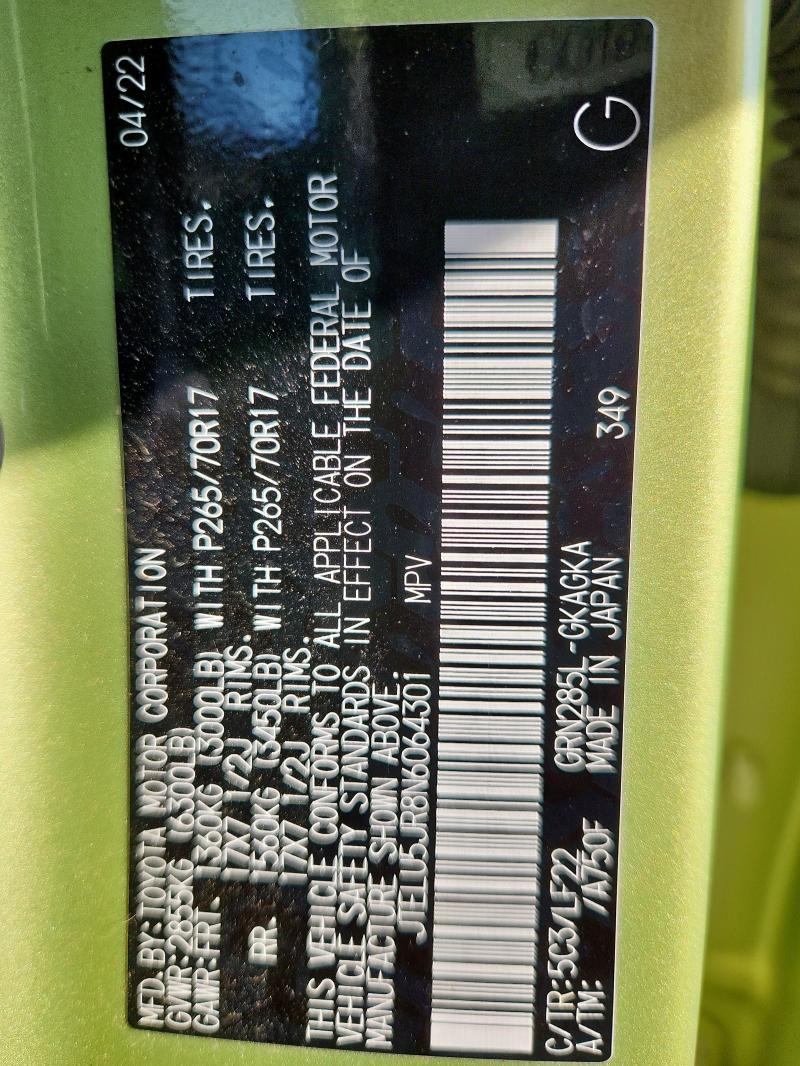 MFD. BY: TOYOTA MOTOR CORPORATION 04/22
GVWR: 2855KG (6300LB)
GAWR: FRT. 1360KG (3000LB) WITH P265/70R17 TIRES.
17X7 1/2J RIMS.
RR. 1560KG (3450LB) WITH P265/70R17 TIRES.
17X7 1/2J RIMS.
THIS VEHICLE CONFORMS TO ALL APPLICABLE FEDERAL MOTOR
VEHICLE SAFETY STANDARDS IN EFFECT ON THE DATE OF
MANUFACTURE SHOWN ABOVE.
JTELU5JR8N6064301 MPV
C/TR:5C3/LF22 GRN285L-GKAGKA
A/TM: /A750F MADE IN JAPAN 349 G